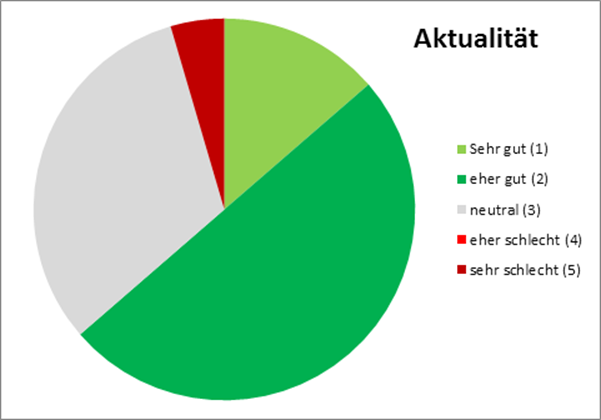 Aktualität
Sehr gut (1)
eher gut (2)
neutral (3)
eher schlecht (4)
sehr schlecht (5)